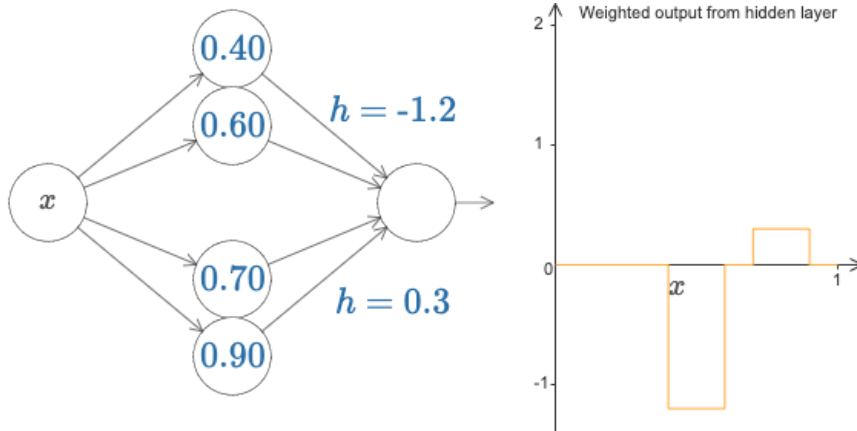 0.40
h = -1.2
0.60
x
0.70
h = 0.3
0.90
Weighted output from hidden layer
2
1
0
x
1
-1